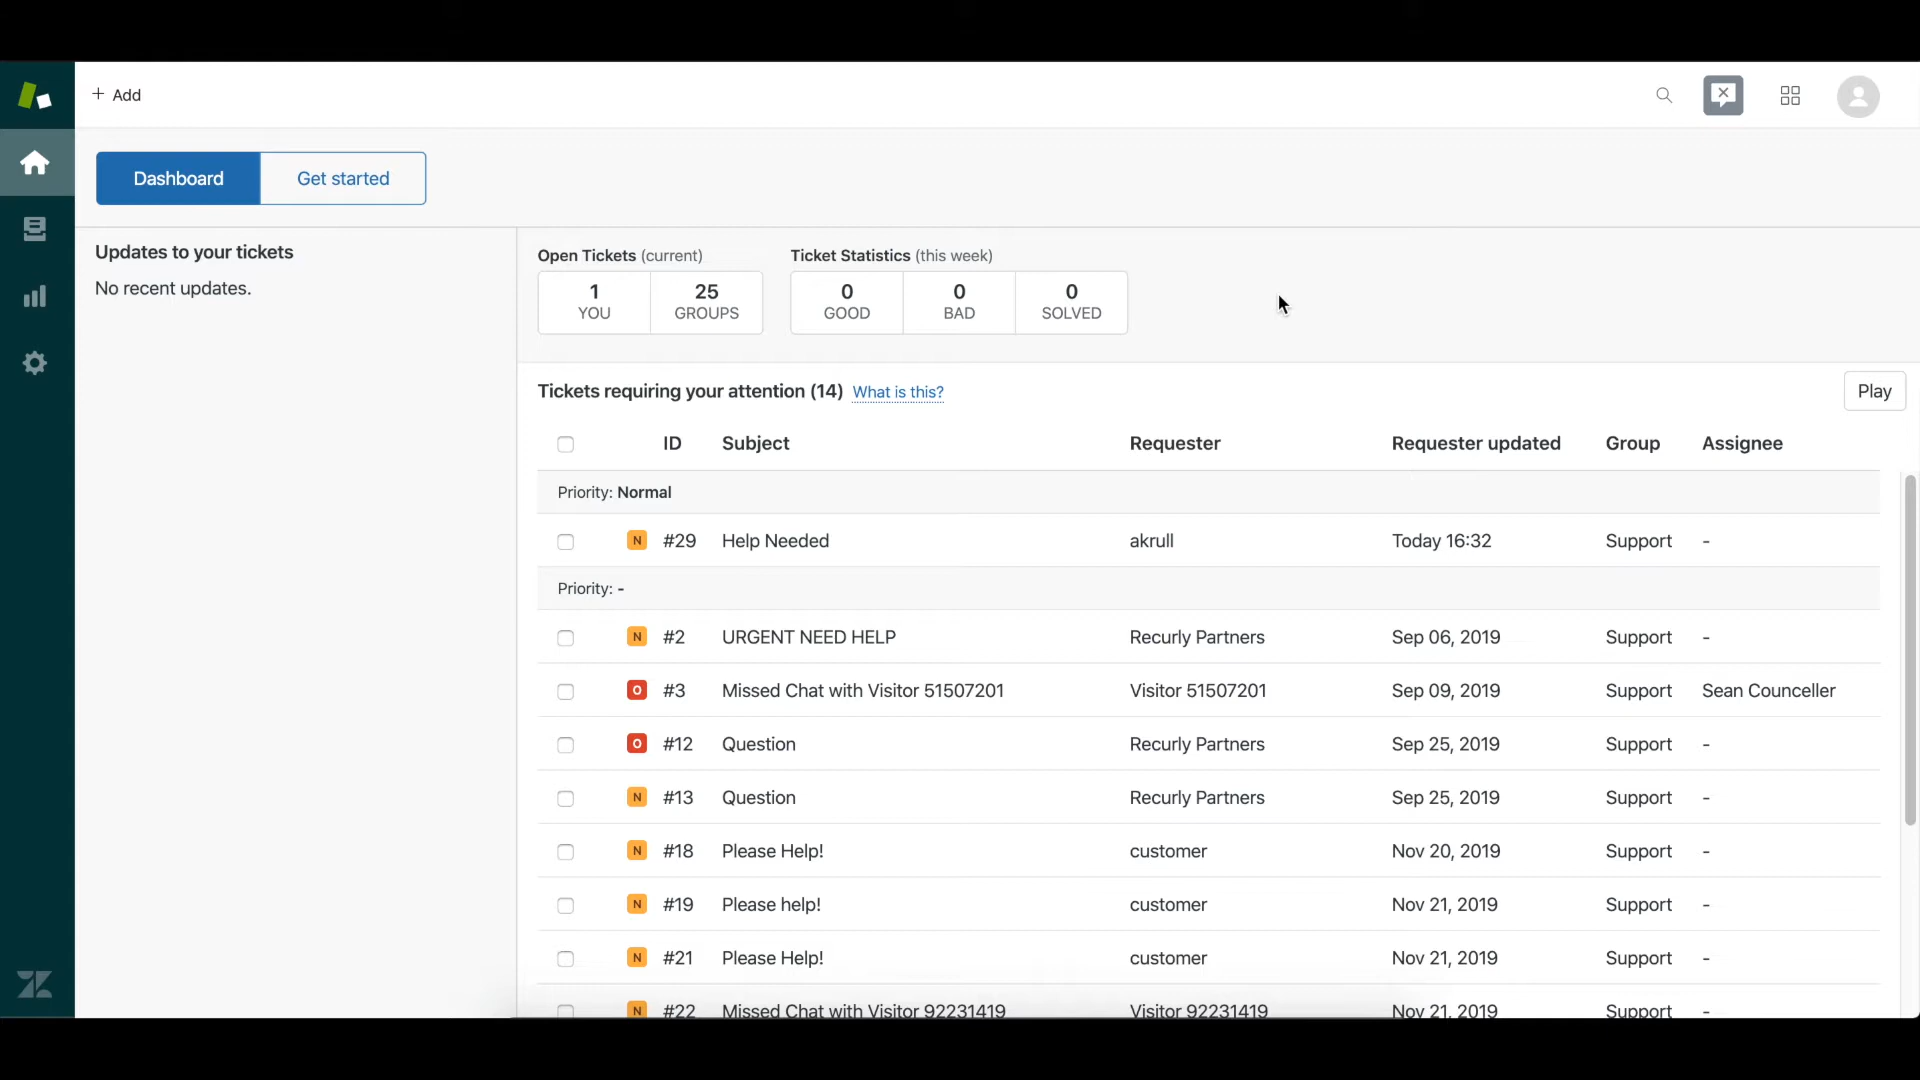 + Add
Dashboard Get started
Updates to your tickets
No recent updates.
Open Tickets (current) Ticket Statistics (this week)
1 25 0 0 0
YOU GROUPS GOOD BAD SOLVED
Tickets requiring your attention (14) What is this? Play
ID Subject Requester Requester updated Group Assignee
Priority: Normal
N #29 Help Needed akrull Today 16:32 Support -
Priority: -
N #2 URGENT NEED HELP Recurly Partners Sep 06, 2019 Support -
O #3 Missed Chat with Visitor 51507201 Visitor 51507201 Sep 09, 2019 Support Sean Counceller
O #12 Question Recurly Partners Sep 25, 2019 Support -
N #13 Question Recurly Partners Sep 25, 2019 Support -
N #18 Please Help! customer Nov 20, 2019 Support -
N #19 Please help! customer Nov 21, 2019 Support -
N #21 Please Help! customer Nov 21, 2019 Support -
N #22 Missed Chat with Visitor 92231419 Visitor 92231419 Nov 21, 2019 Support -